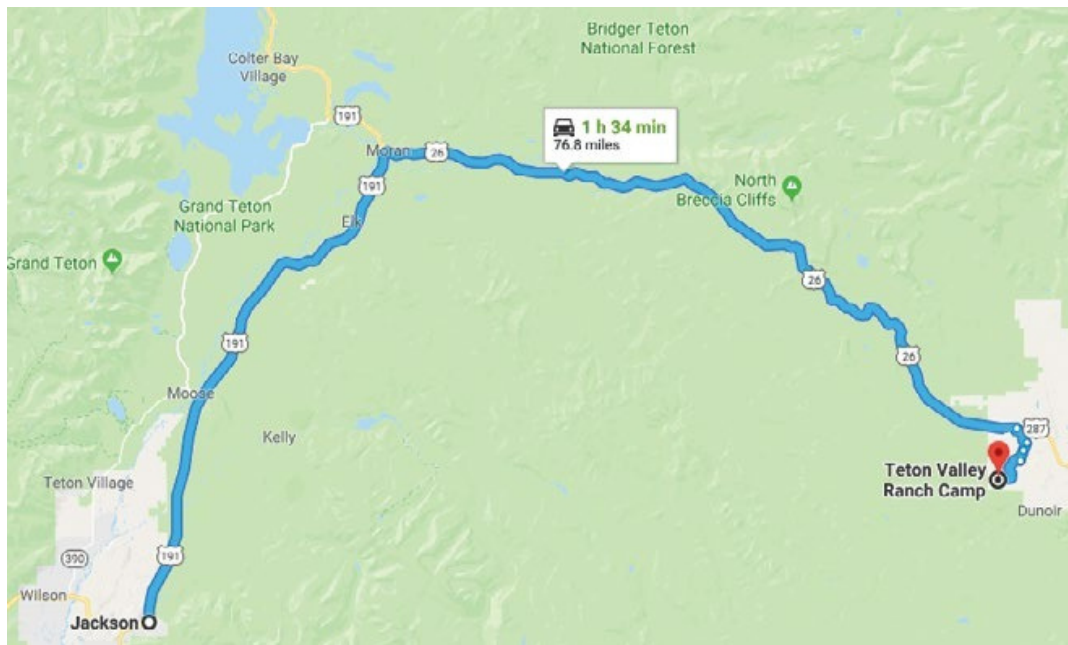 Bridger Teton
National Forest
Colter Bay
Village
191
1 h 34 min
76.8 miles
Moran
26
191
North
Breccia Cliffs
Grand Teton
National Park
Elk
Grand Teton
26
191
26
Moose
287
Kelly
Teton Valley
Ranch Camp
Teton Village
Dunoir
191
390
Wilson
Jackson